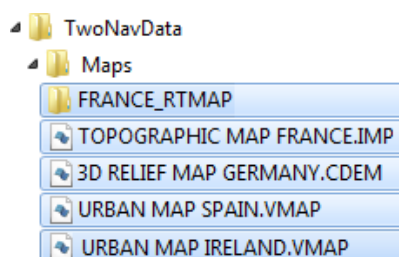 TwoNavData
Maps
FRANCE_RTMAP
TOPOGRAPHIC MAP FRANCE.IMP
3D RELIEF MAP GERMANY.CDEM
URBAN MAP SPAIN.VMAP
URBAN MAP IRELAND.VMAP